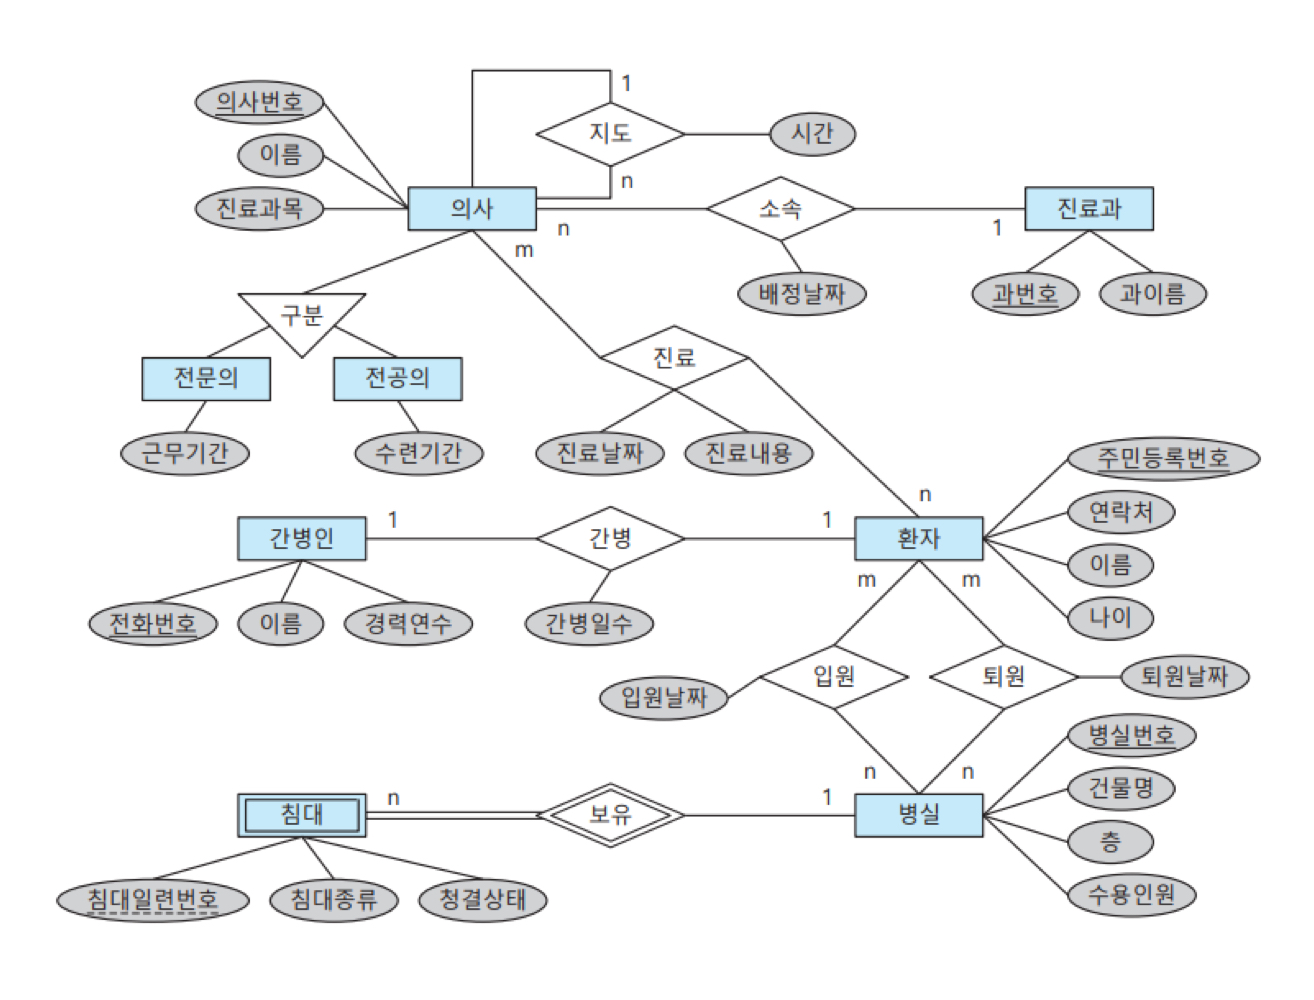 1
의사번호
지도
시간
이름
n
진료과목
의사
소속
진료과
n
1
m
배정날짜
과번호
과이름
구분
진료
전문의
전공의
근무기간
수련기간
진료날짜
진료내용
주민등록번호
n
연락처
1
1
간병인
간병
환자
이름
m
m
전화번호
이름
경력연수
간병일수
나이
입원
퇴원
퇴원날짜
입원날짜
병실번호
n
n
건물명
n
1
침대
보유
병실
층
침대일련번호
침대종류
청결상태
수용인원